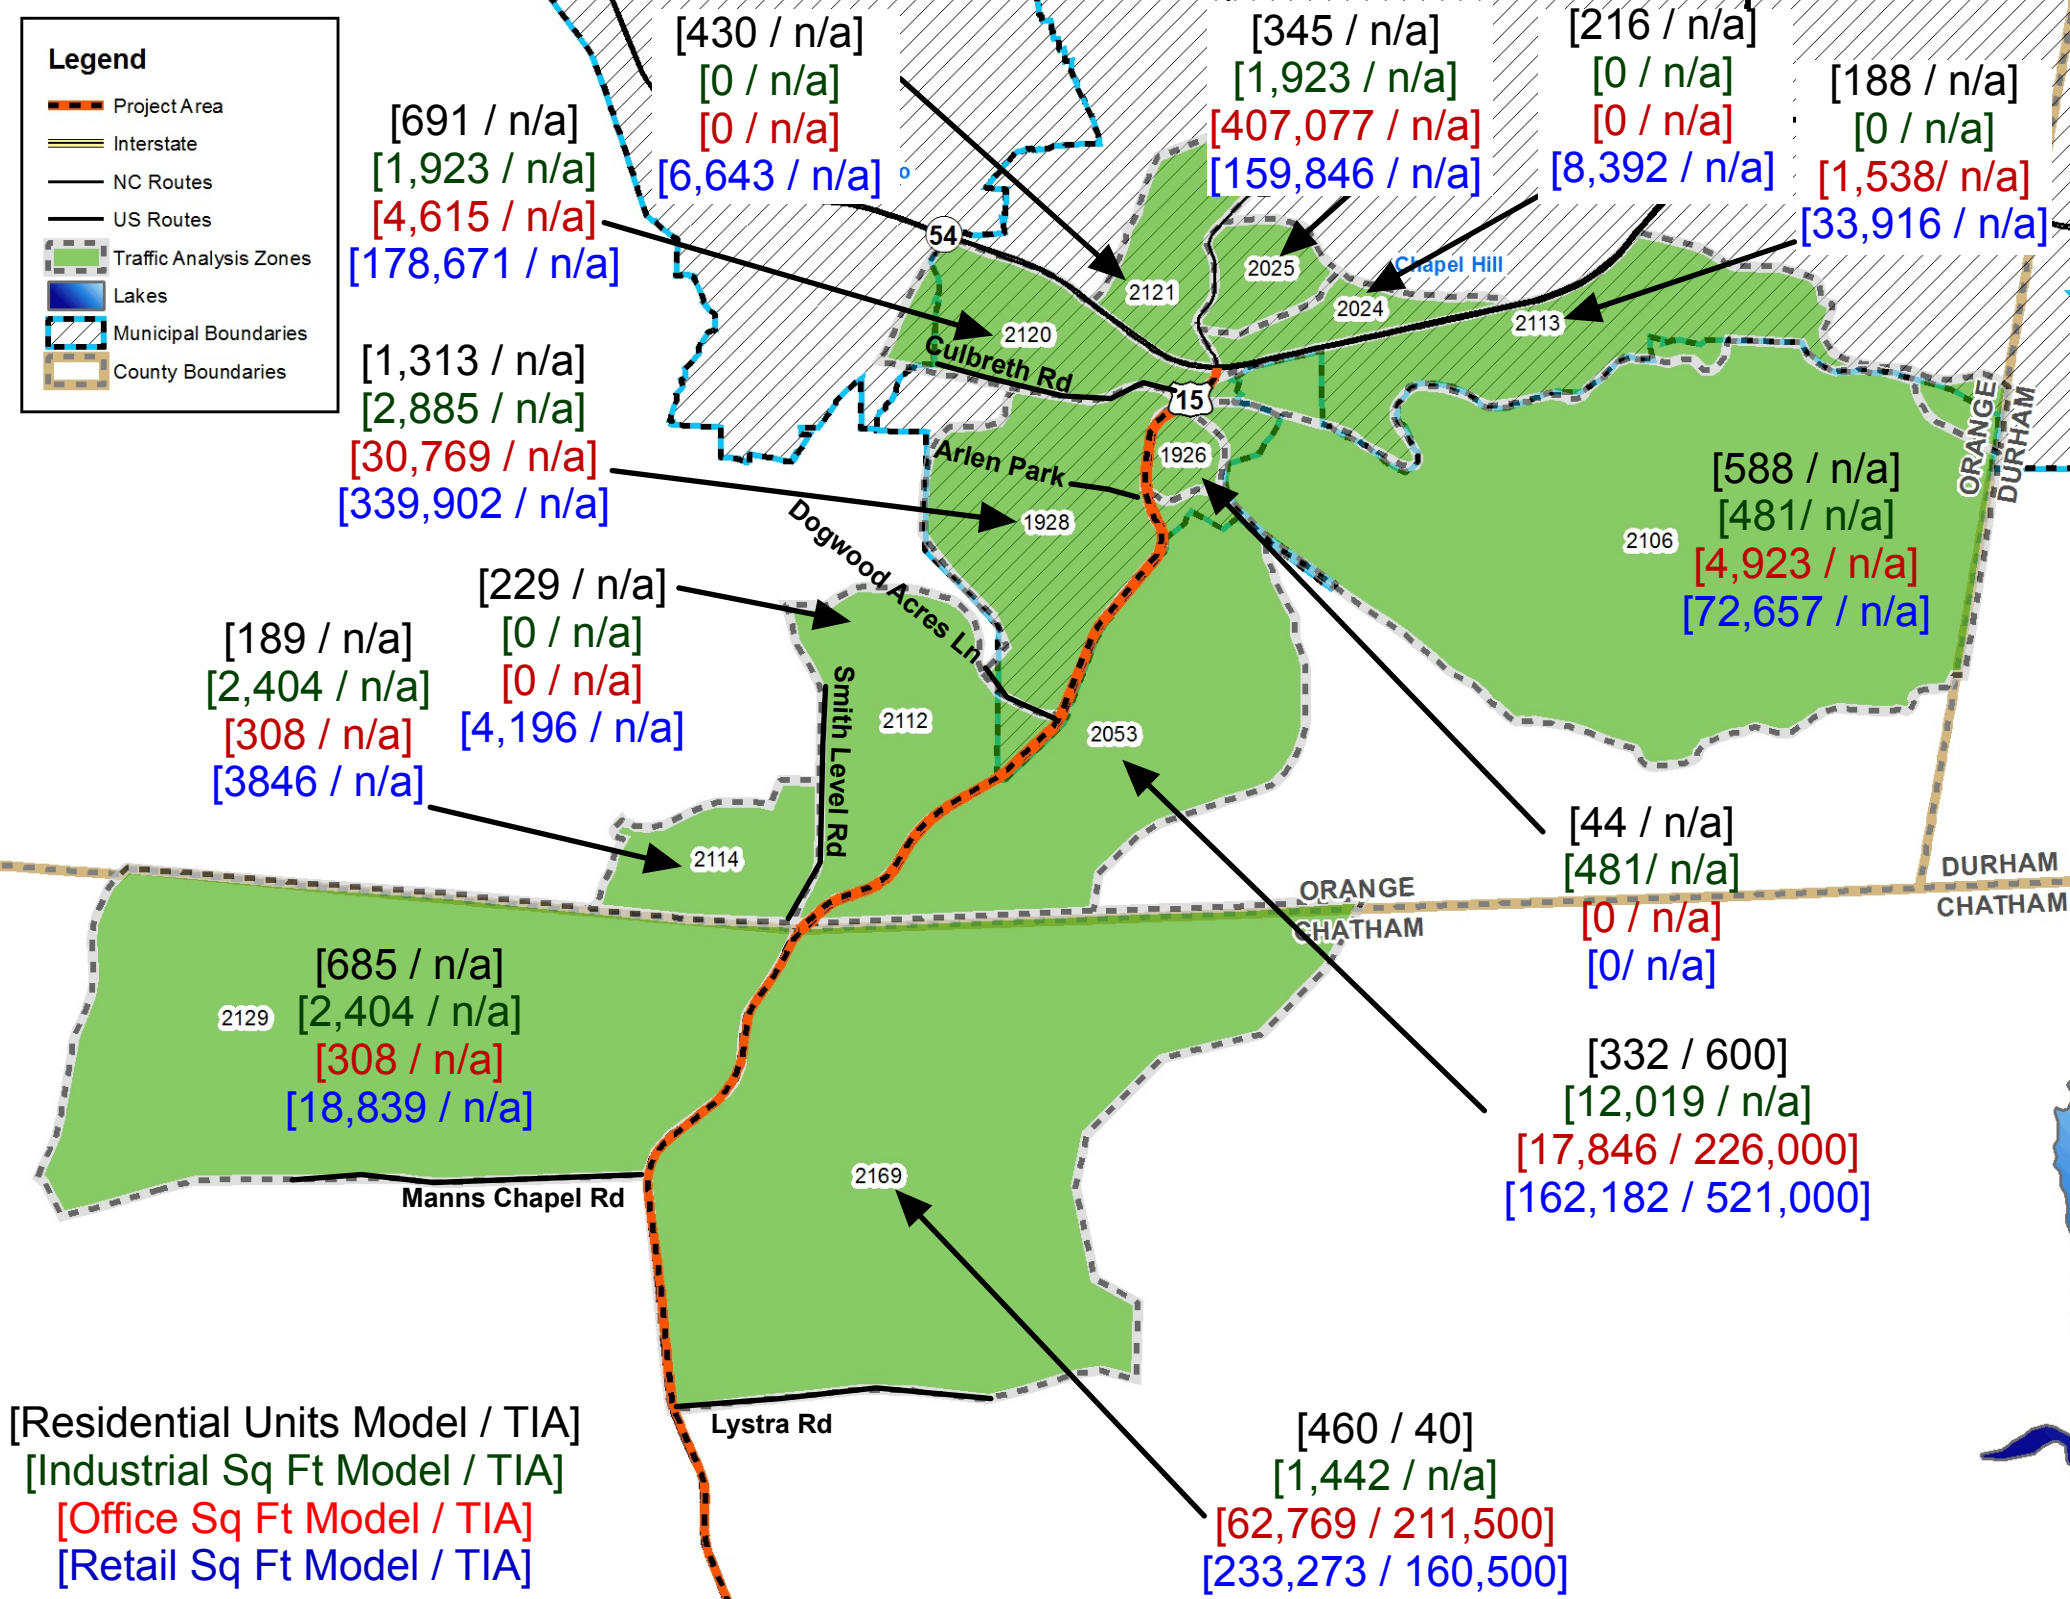 Legend
Project Area
Interstate
NC Routes
US Routes
Traffic Analysis Zones
Lakes
Municipal Boundaries
County Boundaries
[430 / n/a]
[0 / n/a]
[0 / n/a]
[6,643 / n/a]
[345 / n/a]
[1,923 / n/a]
[407,077 / n/a]
[159,846 / n/a]
[216 / n/a]
[0 / n/a]
[0 / n/a]
[8,392 / n/a]
[188 / n/a]
[0 / n/a]
[1,538/ n/a]
[33,916 / n/a]
[691 / n/a]
[1,923 / n/a]
[4,615 / n/a]
[178,671 / n/a]
54
2121
2025
Chapel Hill
2024
2113
2120
Culbreth Rd
15
[1,313 / n/a]
[2,885 / n/a]
[30,769 / n/a]
[339,902 / n/a]
Arlen Park
1926
1928
ORANGE
DURHAM
2106
[588 / n/a]
[481/ n/a]
[4,923 / n/a]
[72,657 / n/a]
Dogwood Acres Ln
[229 / n/a]
[0 / n/a]
[0 / n/a]
[4,196 / n/a]
[189 / n/a]
[2,404 / n/a]
[308 / n/a]
[3846 / n/a]
Smith Level Rd
2112
2053
2114
[44 / n/a]
[481/ n/a]
[0 / n/a]
[0/ n/a]
ORANGE
CHATHAM
DURHAM
CHATHAM
2129
[685 / n/a]
[2,404 / n/a]
[308 / n/a]
[18,839 / n/a]
[332 / 600]
[12,019 / n/a]
[17,846 / 226,000]
[162,182 / 521,000]
2169
Manns Chapel Rd
Lystra Rd
[460 / 40]
[1,442 / n/a]
[62,769 / 211,500]
[233,273 / 160,500]
[Residential Units Model / TIA]
[Industrial Sq Ft Model / TIA]
[Office Sq Ft Model / TIA]
[Retail Sq Ft Model / TIA]